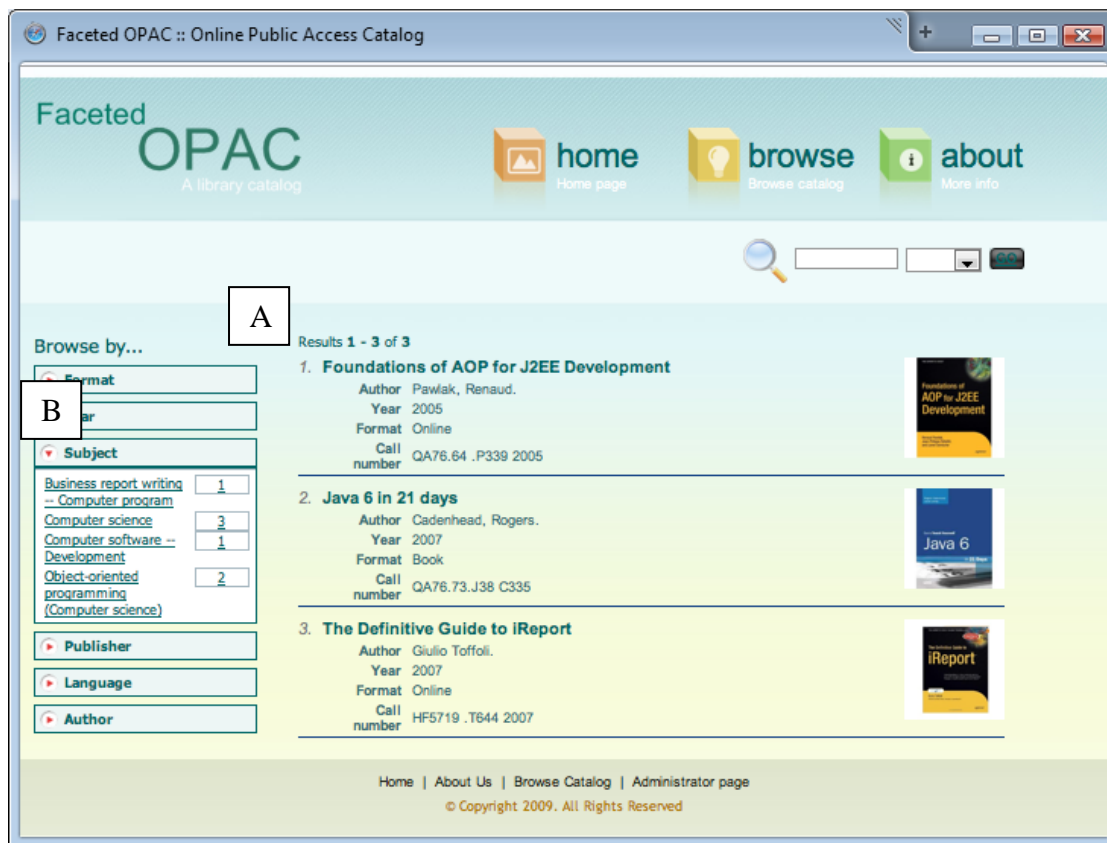 Faceted OPAC :: Online Public Access Catalog
Faceted
OPAC
A library catalog
home
Home page
browse
Browse catalog
about
More info
GO
A
Browse by...
B
Subject
Business report writing 1
-- Computer program
Computer science 3
Computer software -- 1
Development
Object-oriented 2
programming
(Computer science)
Publisher
Language
Author
Results 1 - 3 of 3
1. Foundations of AOP for J2EE Development
Author Pawlak, Renaud.
Year 2005
Format Online
Call
number QA76.64 .P339 2005
Foundations of
AOP for J2EE
Development
2. Java 6 in 21 days
Author Cadenhead, Rogers.
Year 2007
Format Book
Call
number QA76.73.J38 C335
Java 6
3. The Definitive Guide to iReport
Author Giulio Toffoli.
Year 2007
Format Online
Call
number HF5719 .T644 2007
The Definitive Guide to
iReport
Home | About Us | Browse Catalog | Administrator page
© Copyright 2009. All Rights Reserved